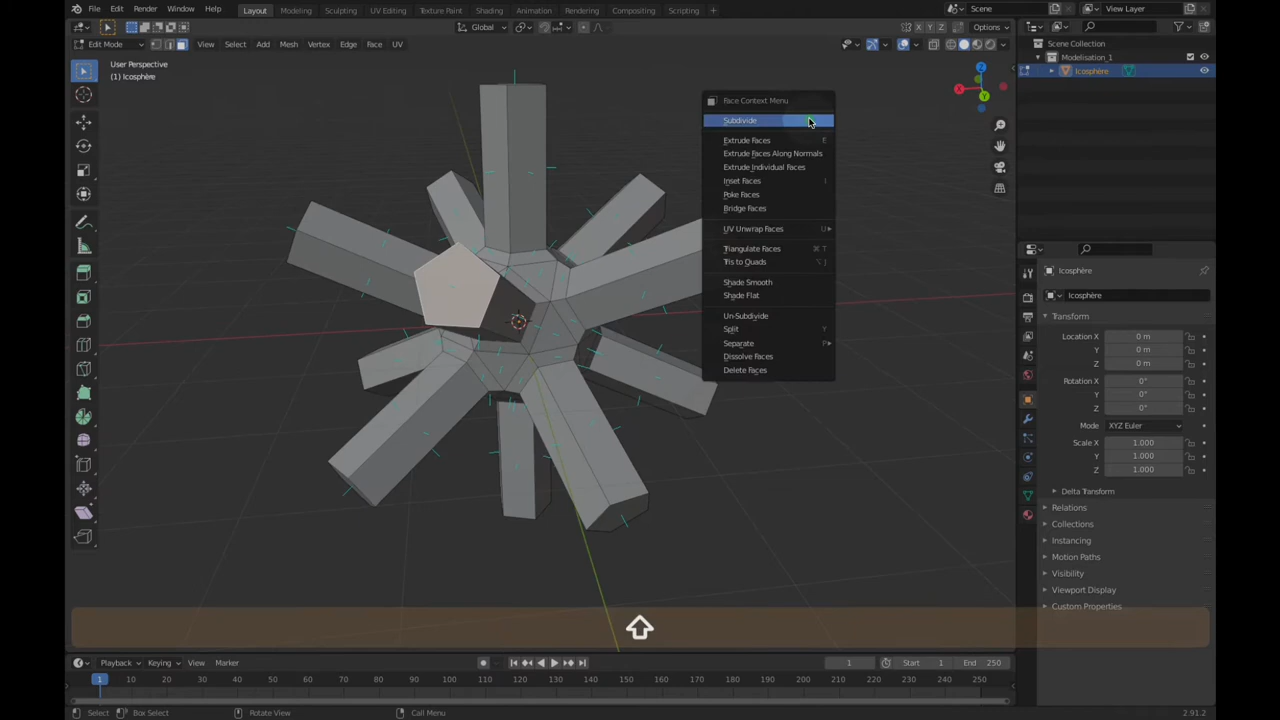 File Edit Render Window Help Layout Modeling Sculpting UV Editing Texture Paint Shading Animation Rendering Compositing Scripting + Scene View Layer
Global Options
Edit Mode View Select Add Mesh Vertex Edge Face UV X Y Z
User Perspective
(1) Icosphère
Scene Collection
Modelisation_1
Icosphère
X
Y
Face Context Menu
Subdivide
Extrude Faces E
Extrude Faces Along Normals
Extrude Individual Faces
Inset Faces I
Poke Faces
Bridge Faces
UV Unwrap Faces U
Triangulate Faces ⌘ T
Tris to Quads ⌥ J
Shade Smooth
Shade Flat
Un-Subdivide
Split Y
Separate P
Dissolve Faces
Delete Faces
Icosphère
Icosphère
Transform
Location X 0 m
Y 0 m
Z 0 m
Rotation X 0°
Y 0°
Z 0°
Mode XYZ Euler
Scale X 1.000
Y 1.000
Z 1.000
Delta Transform
Relations
Collections
Instancing
Motion Paths
Visibility
Viewport Display
Custom Properties
Playback Keying View Marker 1 Start 1 End 250
1 10 20 30 40 50 60 70 80 90 100 110 120 130 140 150 160 170 180 190 200 210 220 230 240 250
Select Box Select Rotate View Call Menu 2.91.2